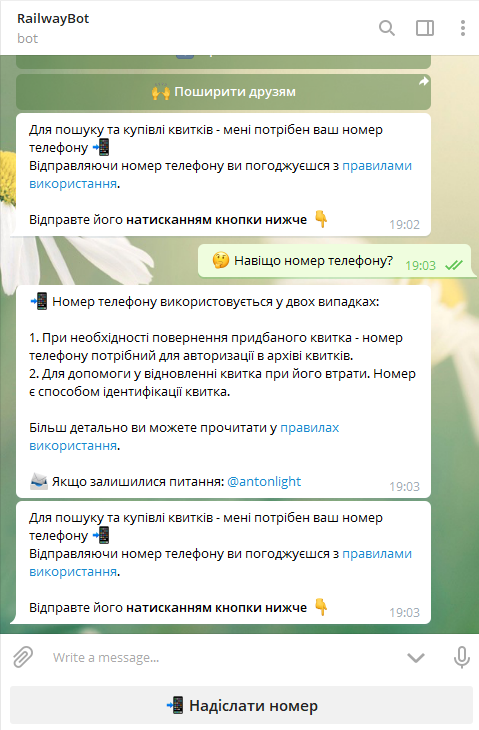 RailwayBot
bot
🙌 Поширити друзям
Для пошуку та купівлі квитків - мені потрібен ваш номер
телефону 📲
Відправляючи номер телефону ви погоджуєшся з правилами
використання.
Відправте його натисканням кнопки нижче 👇
19:02
🤔 Навіщо номер телефону?
19:03
📲 Номер телефону використовується у двох випадках:
1. При необхідності повернення придбаного квитка - номер
телефону потрібний для авторизації в архіві квитків.
2. Для допомоги у відновленні квитка при його втрати. Номер
є способом ідентифікації квитка.
Більш детально ви можете прочитати у правилах
використання.
📨 Якщо залишилися питання: @antonlight
19:03
Для пошуку та купівлі квитків - мені потрібен ваш номер
телефону 📲
Відправляючи номер телефону ви погоджуєшся з правилами
використання.
Відправте його натисканням кнопки нижче 👇
19:03
Write a message...
📲 Надіслати номер